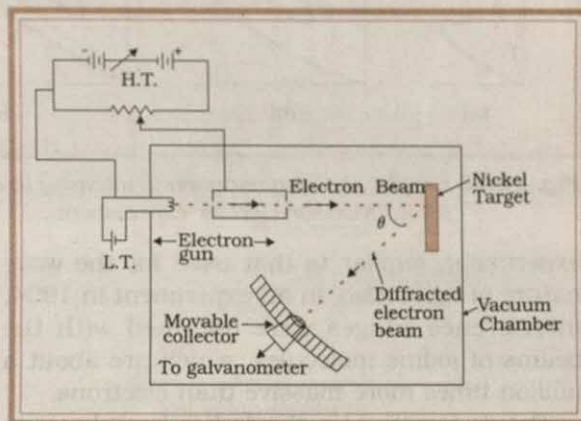 - +
H.T.
Electron Beam
Nickel
Target
θ
L.T.
Electron
gun
Diffracted
electron
beam
Vacuum
Chamber
Movable
collector
To galvanometer